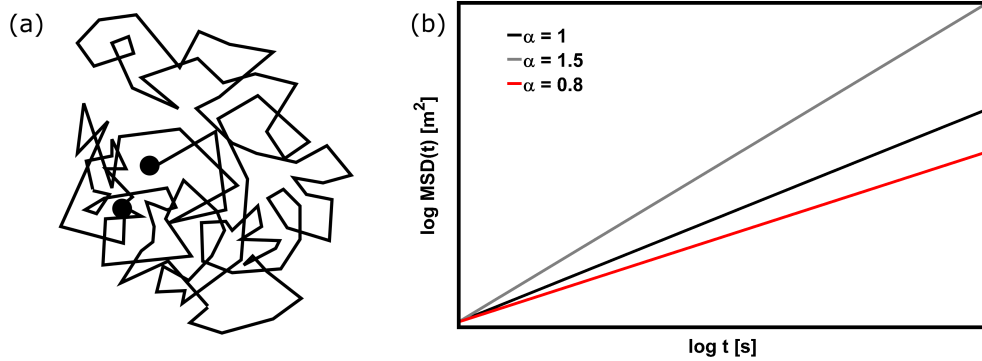 (a)
(b)
α = 1
α = 1.5
α = 0.8
log MSD(t) [m²]
log t [s]